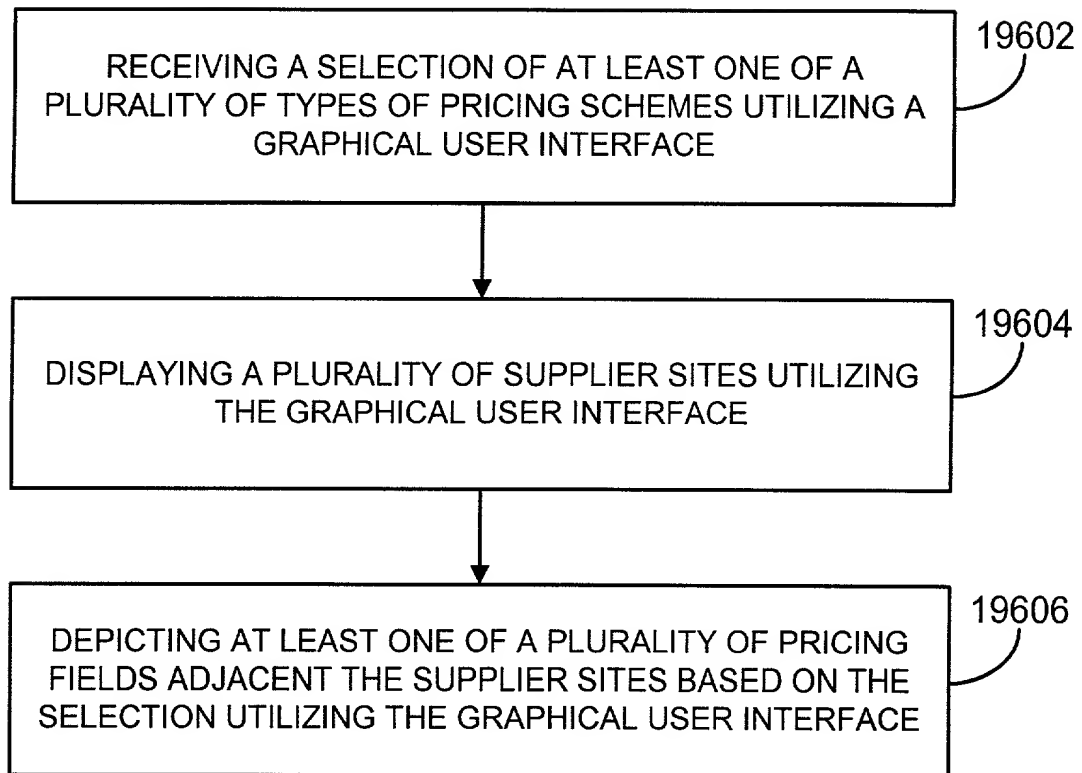 19602
RECEIVING A SELECTION OF AT LEAST ONE OF A
PLURALITY OF TYPES OF PRICING SCHEMES UTILIZING A
GRAPHICAL USER INTERFACE
19604
DISPLAYING A PLURALITY OF SUPPLIER SITES UTILIZING
THE GRAPHICAL USER INTERFACE
19606
DEPICTING AT LEAST ONE OF A PLURALITY OF PRICING
FIELDS ADJACENT THE SUPPLIER SITES BASED ON THE
SELECTION UTILIZING THE GRAPHICAL USER INTERFACE